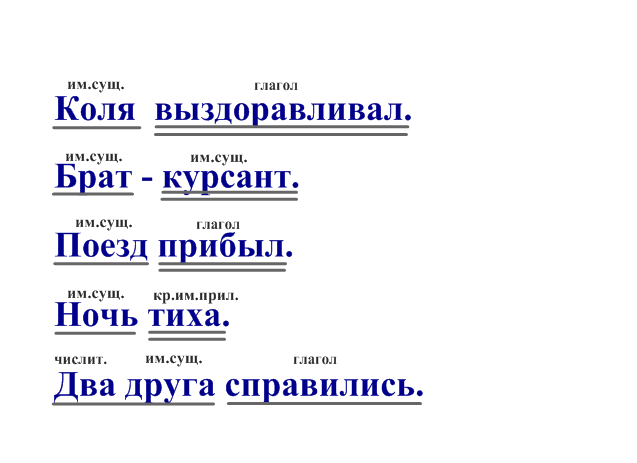 им.сущ. глагол
Коля выздоравливал.
им.сущ. им.сущ.
Брат - курсант.
им.сущ. глагол
Поезд прибыл.
им.сущ. кр.им.прил.
Ночь тиха.
числит. им.сущ. глагол
Два друга справились.